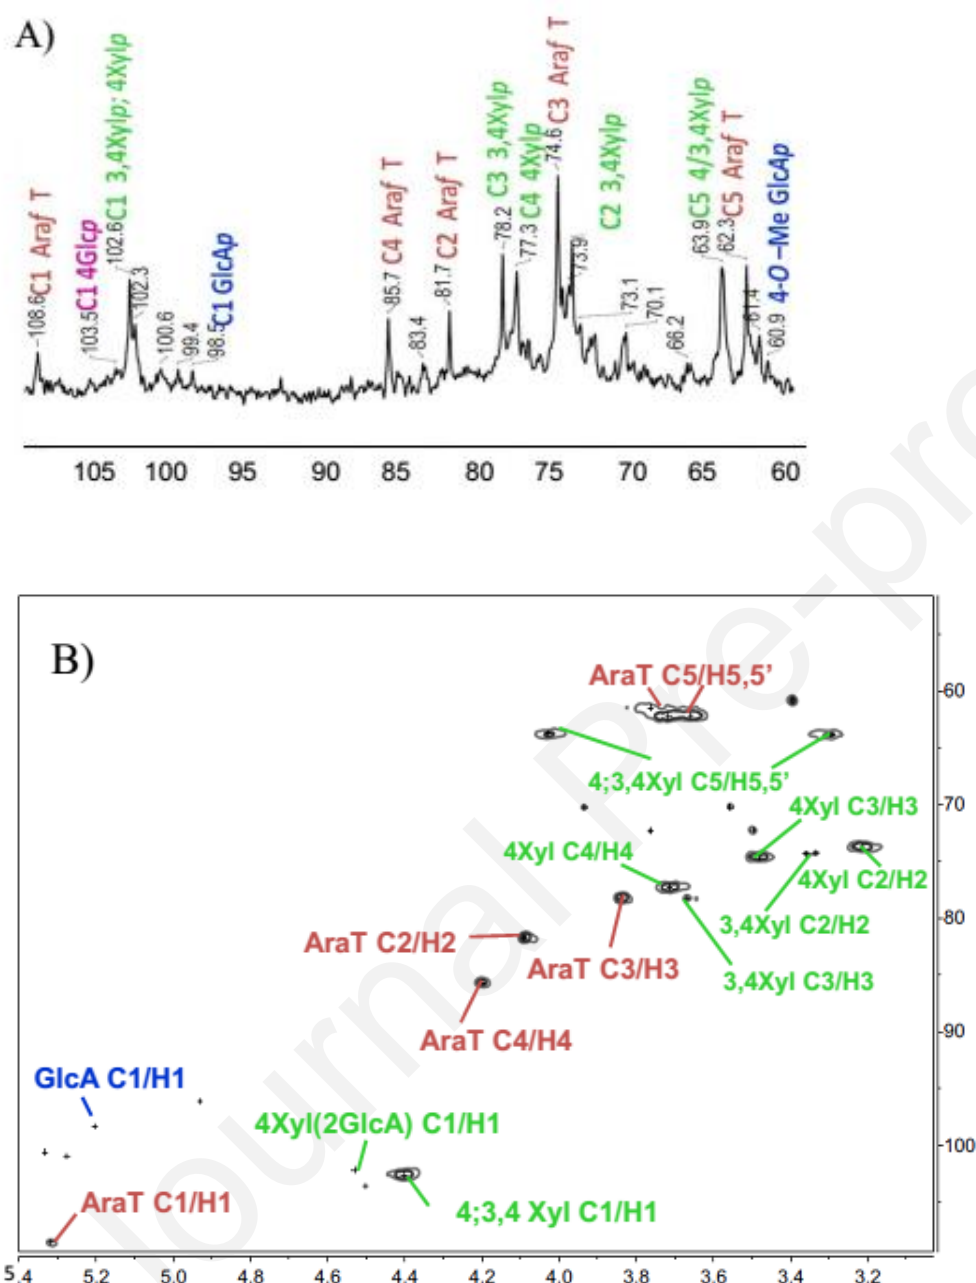 A)
108.6 C1 Araf T
103.5 C1 4Glcp
102.6 C1 3,4Xylp; 4Xylp
102.3
100.6
99.4
98.5 C1 GlcAp
85.7 C4 Araf T
83.4
81.7 C2 Araf T
78.2 C3 3,4Xylp
77.3 C4 4Xylp
74.6 C3 Araf T
73.9
C2 3,4Xylp
73.1
70.1
66.2
63.9 C5 4/3,4Xylp
62.3 C5 Araf T
61.4
60.9 4-O –Me GlcAp
105 100 95 90 85 80 75 70 65 60
B)
AraT C5/H5,5’
60
4;3,4Xyl C5/H5,5’
70
4Xyl C3/H3
4Xyl C4/H4
4Xyl C2/H2
3,4Xyl C2/H2
80
AraT C2/H2
AraT C3/H3
3,4Xyl C3/H3
90
AraT C4/H4
GlcA C1/H1
4Xyl(2GlcA) C1/H1
100
AraT C1/H1
4;3,4 Xyl C1/H1
5.4 5.2 5.0 4.8 4.6 4.4 4.2 4.0 3.8 3.6 3.4 3.2
Journal Pre-pro